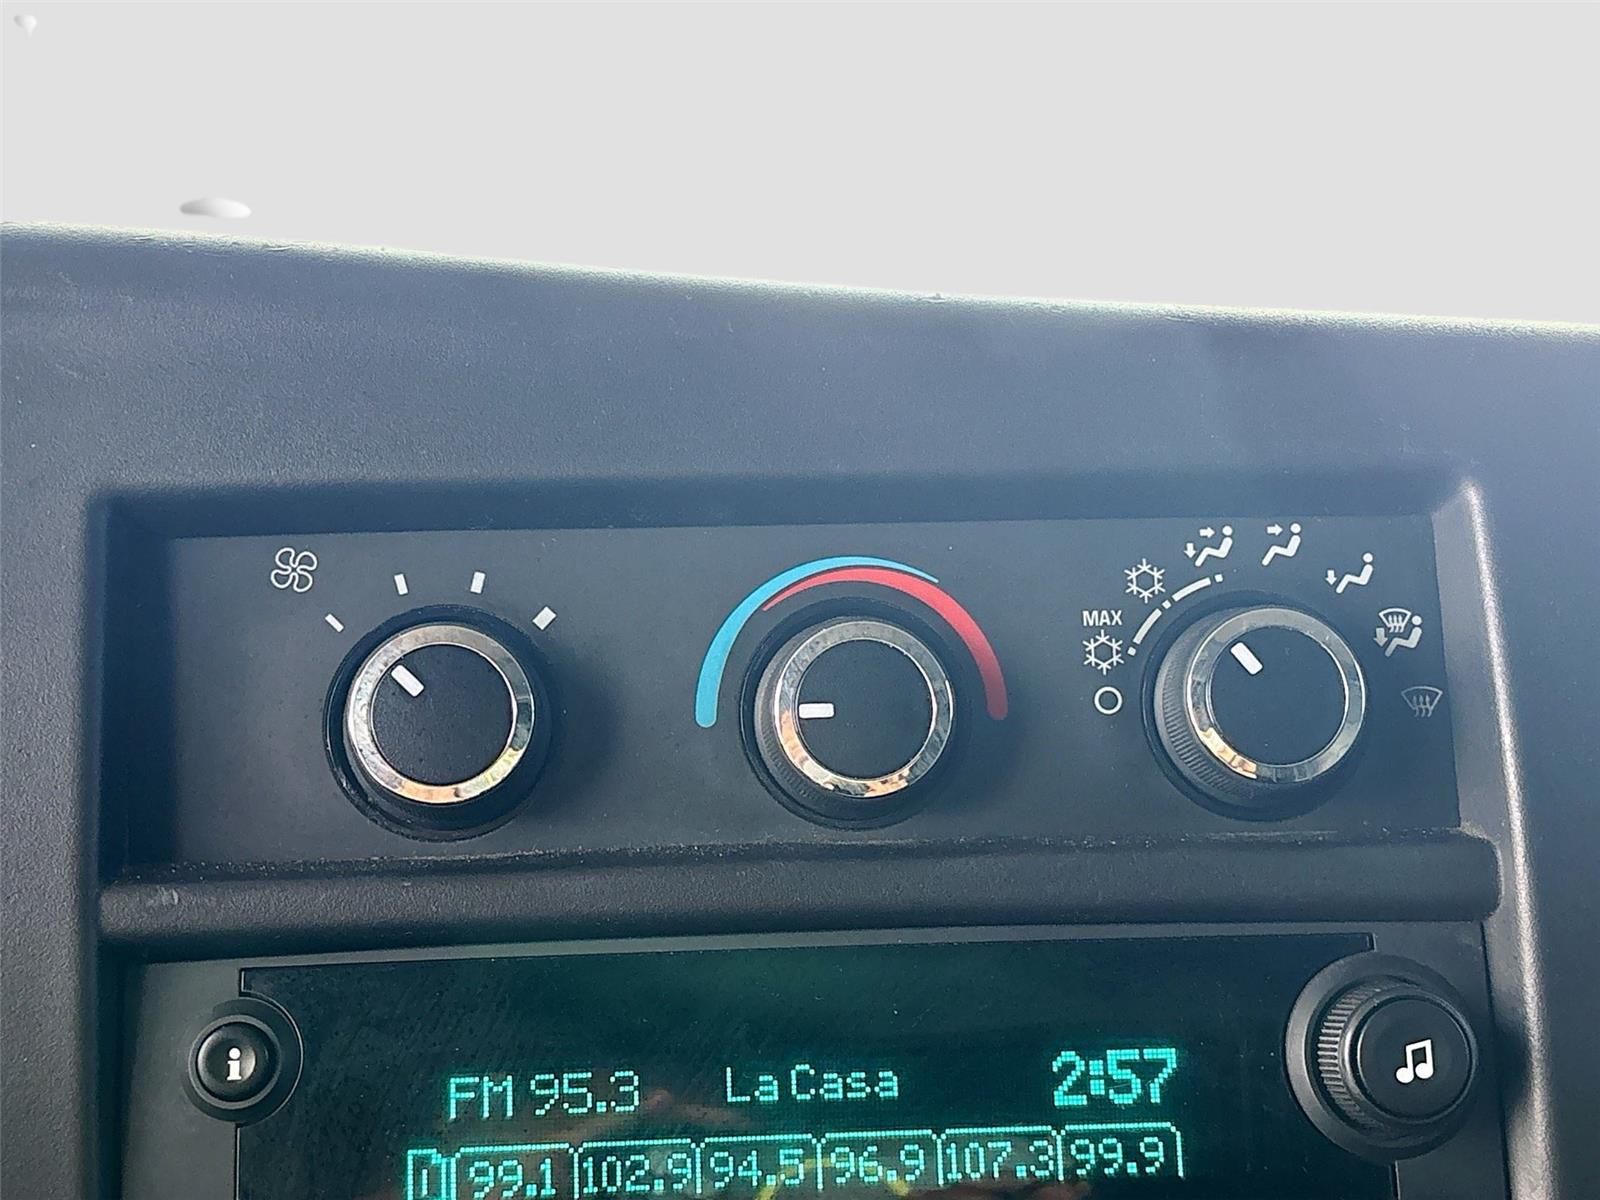 MAX
i
FM 95.3 La Casa 2:57
99.1 102.9 94.5 96.9 107.3 99.9